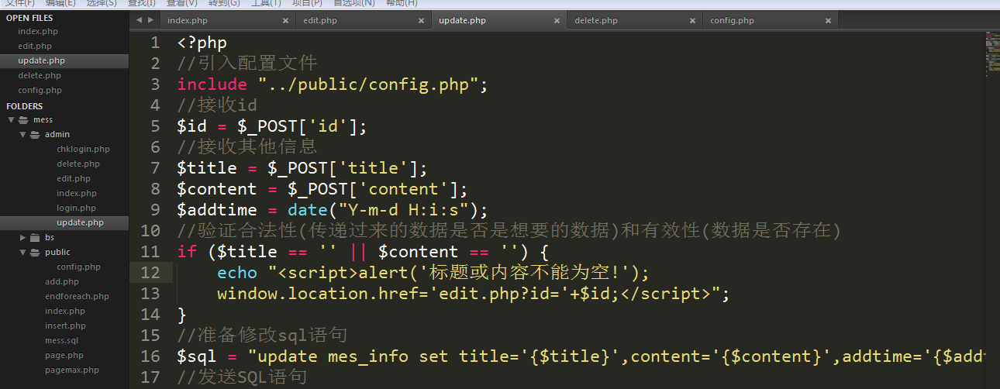 文件(F) 编辑(E) 选择(S) 查找(I) 查看(V) 转到(G) 工具(T) 项目(P) 首选项(N) 帮助(H)
OPEN FILES
index.php
edit.php
update.php
delete.php
config.php
FOLDERS
mess
admin
chklogin.php
delete.php
edit.php
index.php
login.php
update.php
bs
public
config.php
add.php
endforeach.php
index.php
insert.php
mess.sql
page.php
pagemax.php
index.php × edit.php × update.php × delete.php × config.php ×
1 <?php
2 //引入配置文件
3 include "../public/config.php";
4 //接收id
5 $id = $_POST['id'];
6 //接收其他信息
7 $title = $_POST['title'];
8 $content = $_POST['content'];
9 $addtime = date("Y-m-d H:i:s");
10 //验证合法性(传递过来的数据是否是想要的数据)和有效性(数据是否存在)
11 if ($title == '' || $content == '') {
12 echo "<script>alert('标题或内容不能为空!');
13 window.location.href='edit.php?id='+$id;</script>";
14 }
15 //准备修改sql语句
16 $sql = "update mes_info set title='{$title}',content='{$content}',addtime='{$add
17 //发送SQL语句